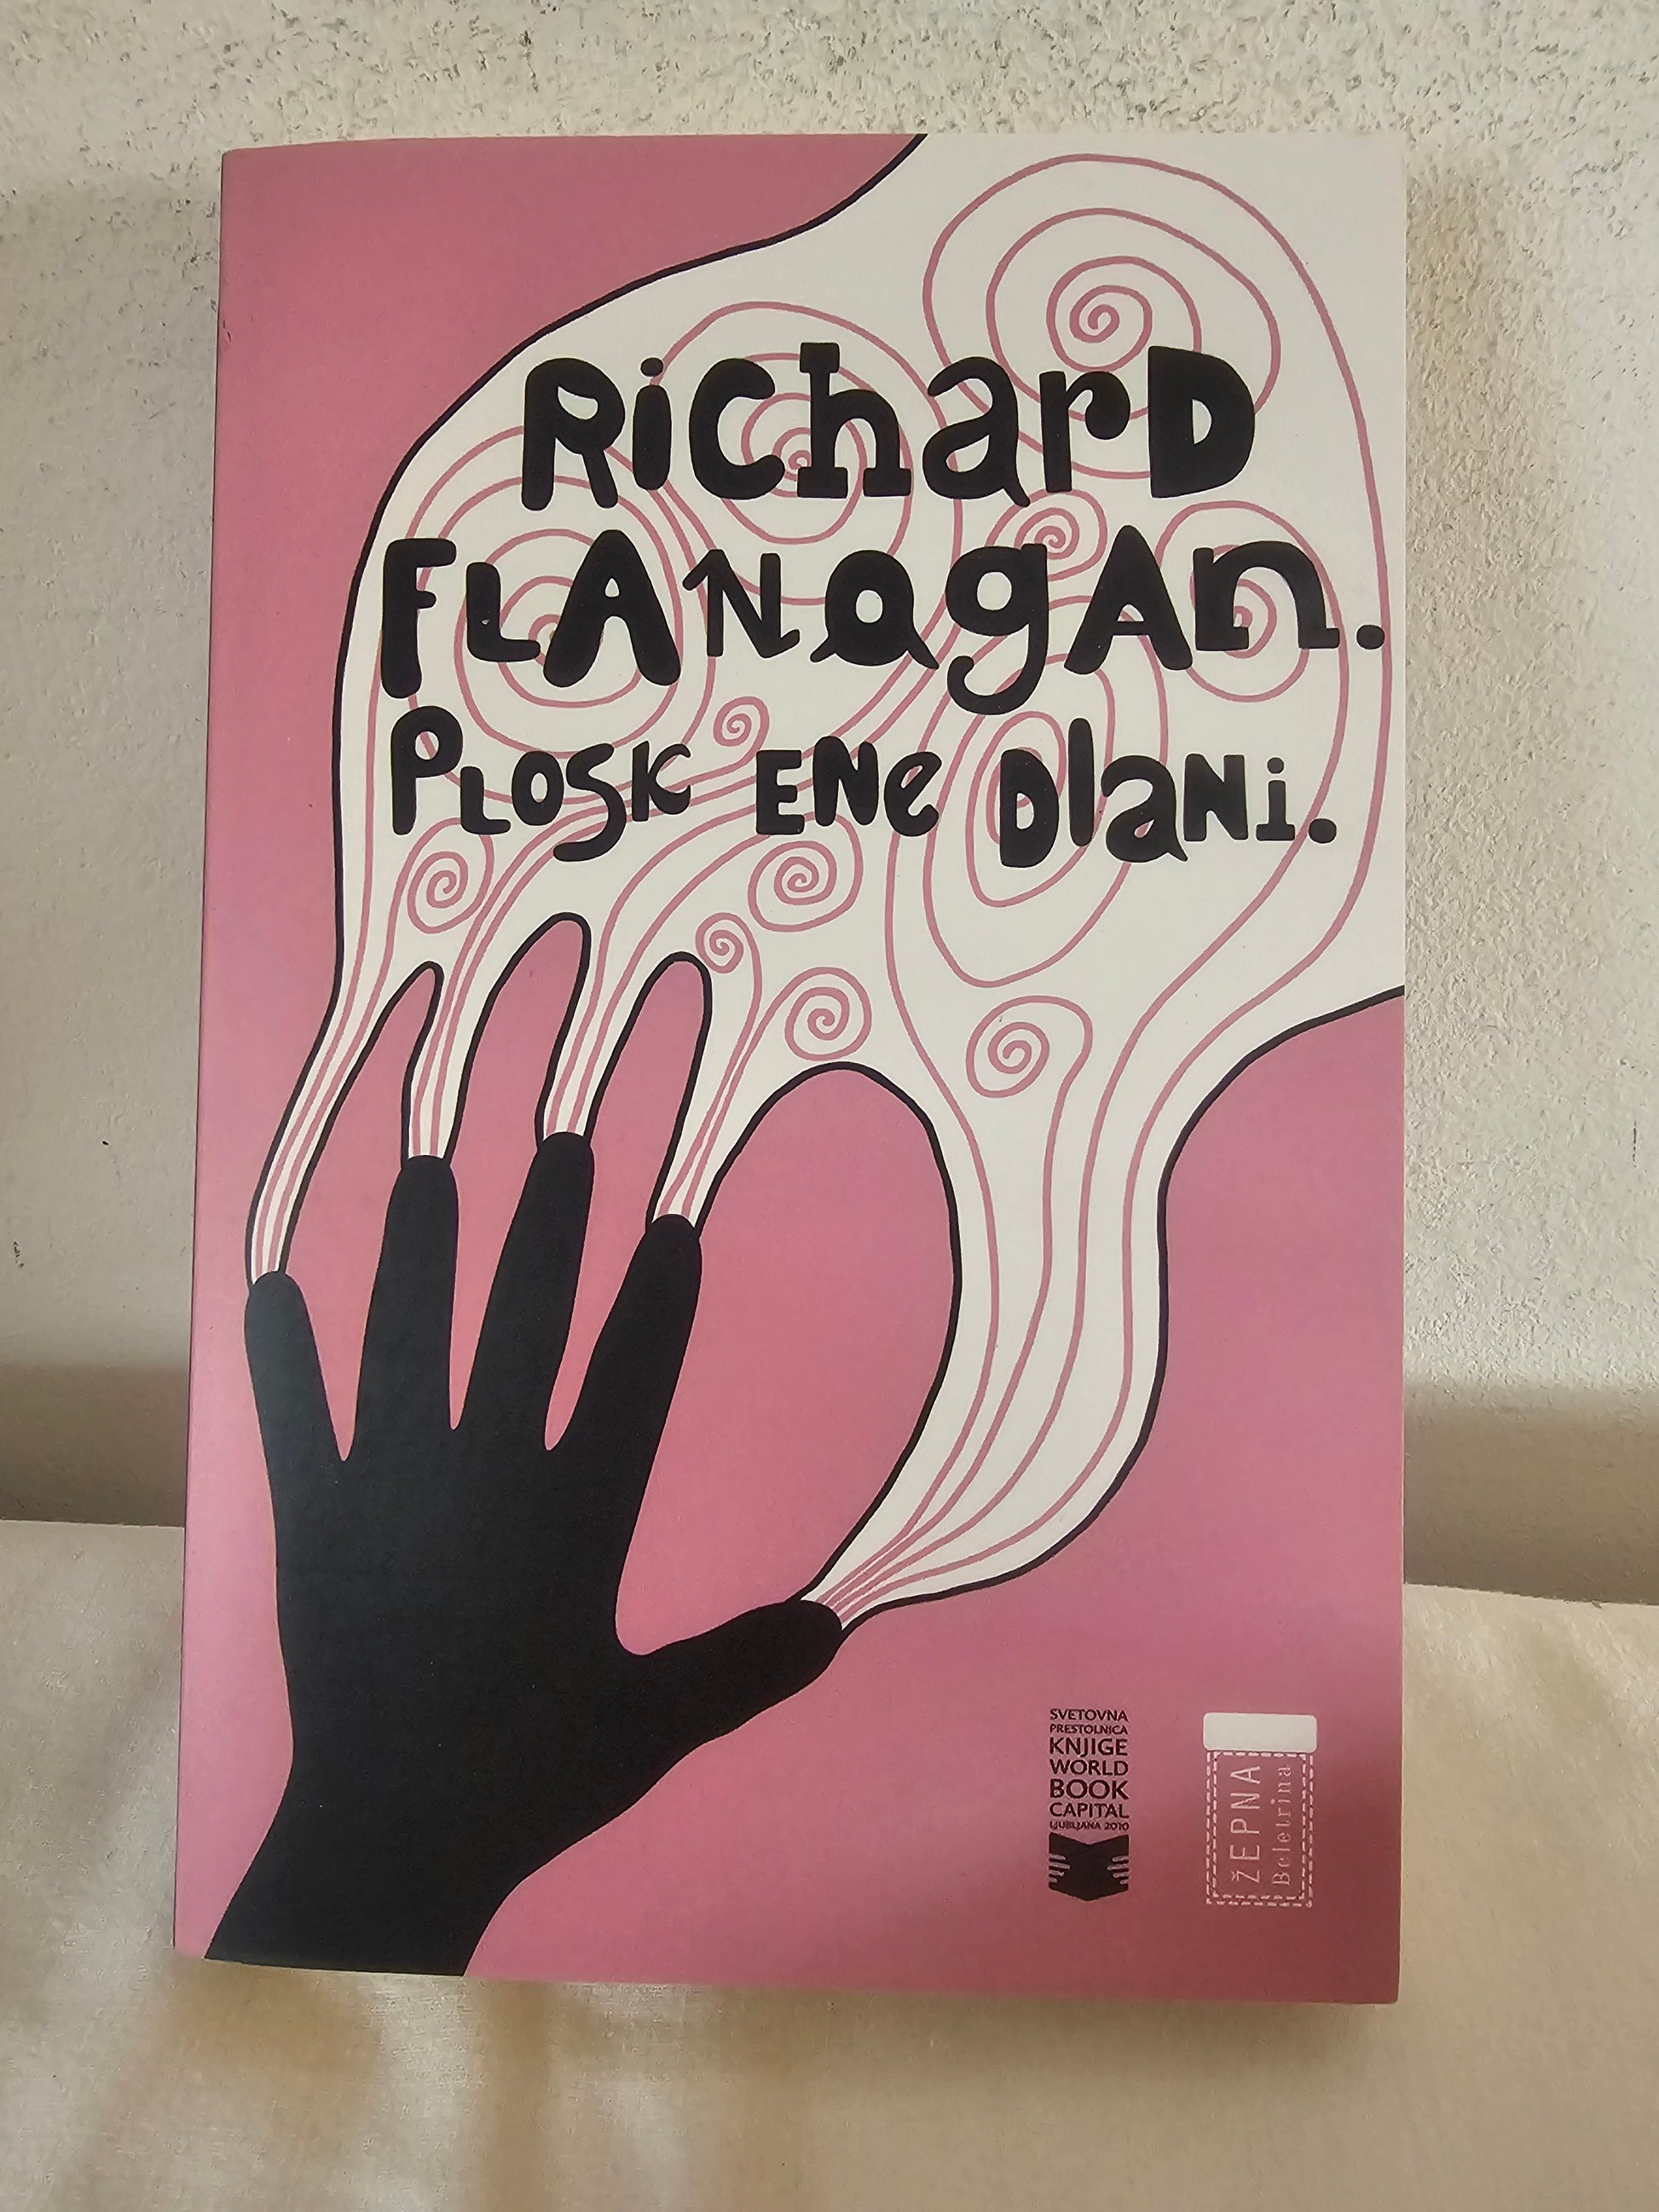 RicharD
FLANagAn.
PLOSK ENe DlaNi.
SVETOVNA
PRESTOLNICA
KNJIGE
WORLD
BOOK
CAPITAL
LJUBLJANA 2010
ŽEPNA
Beletrina